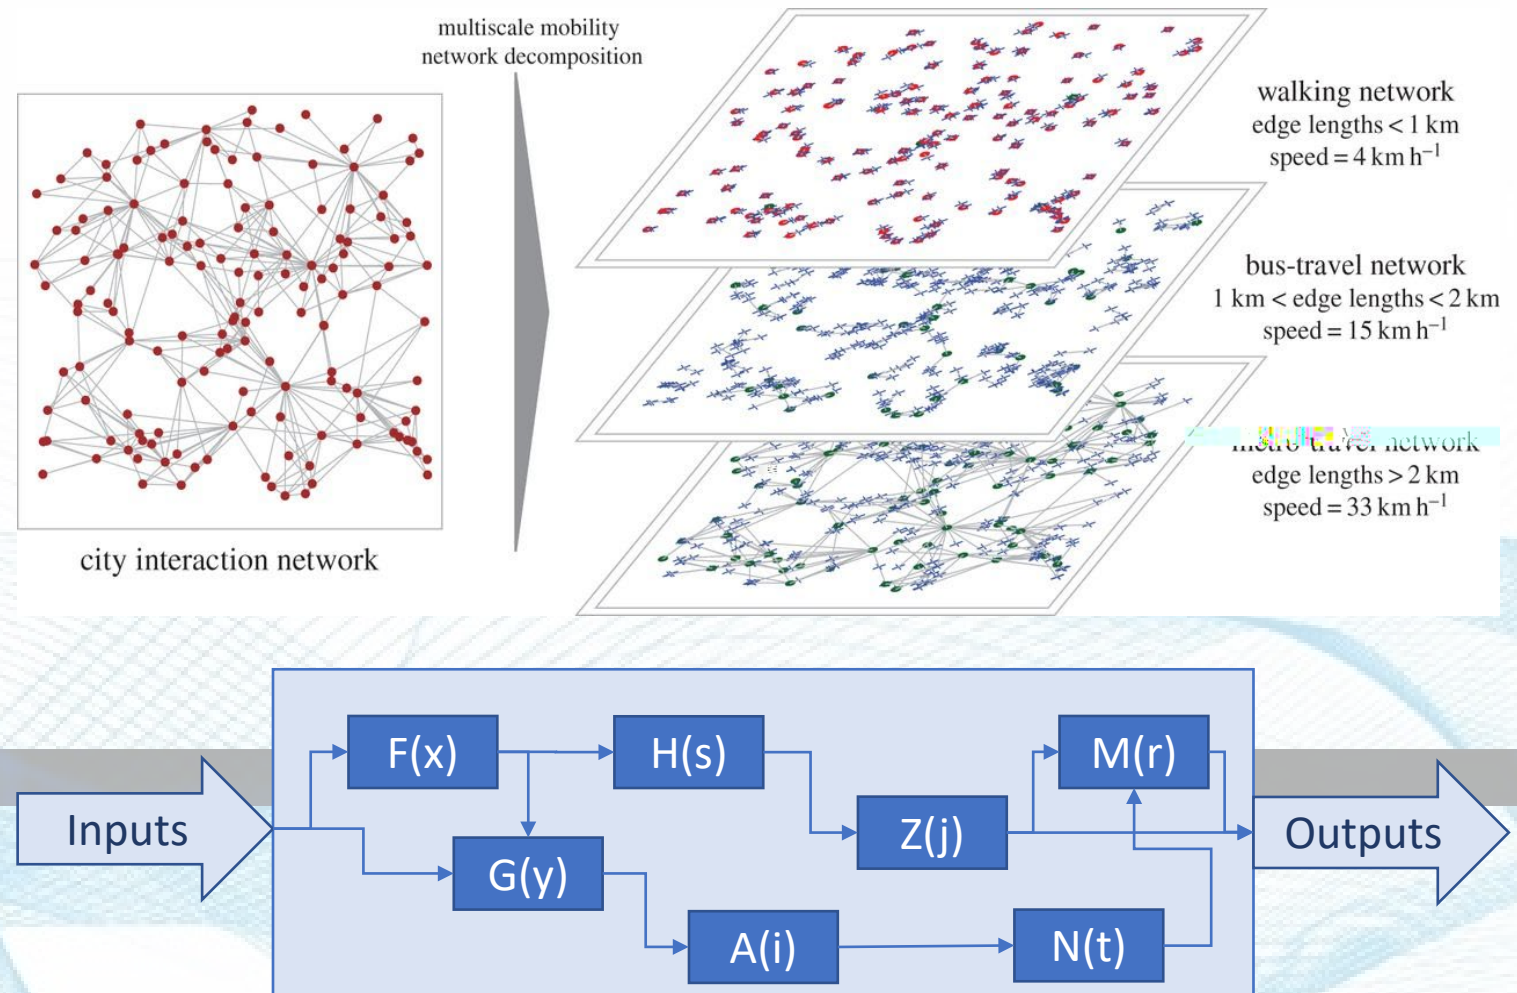 multiscale mobility
network decomposition
city interaction network
walking network
edge lengths < 1 km
speed = 4 km h⁻¹
bus-travel network
1 km < edge lengths < 2 km
speed = 15 km h⁻¹
metro-travel network
edge lengths > 2 km
speed = 33 km h⁻¹
Inputs
F(x)
H(s)
M(r)
G(y)
Z(j)
A(i)
N(t)
Outputs